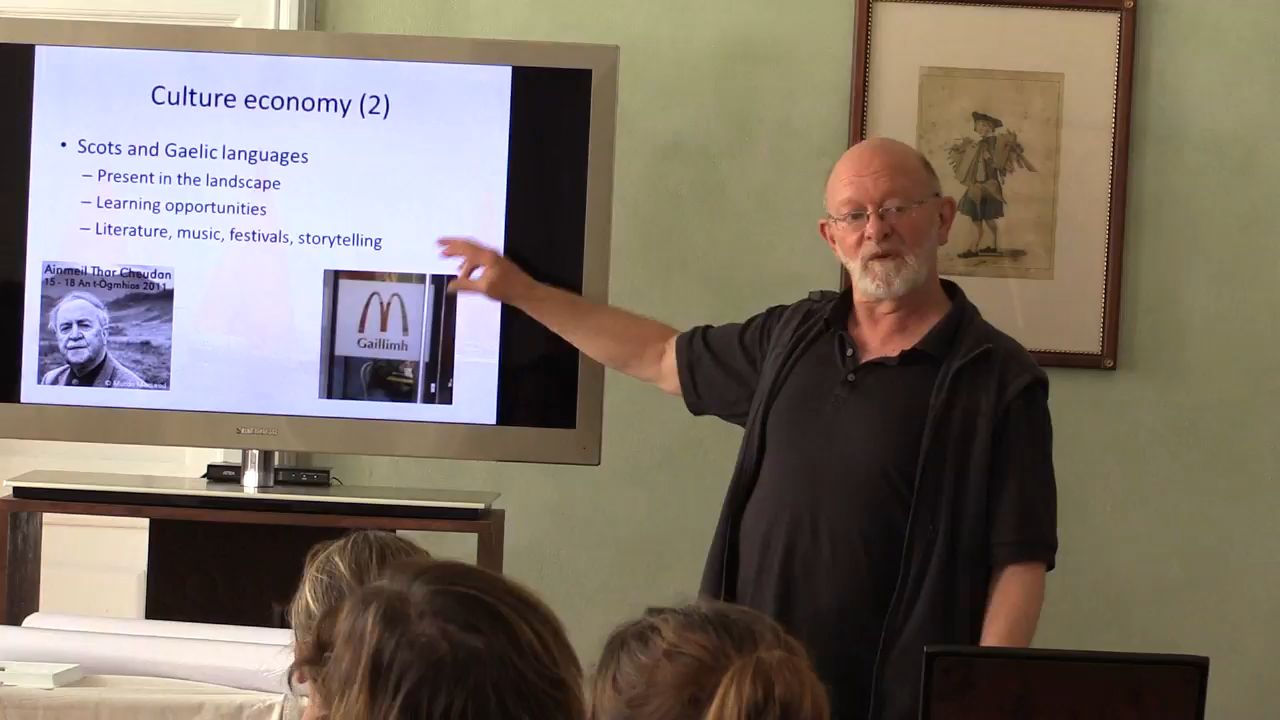 Culture economy (2)
• Scots and Gaelic languages
– Present in the landscape
– Learning opportunities
– Literature, music, festivals, storytelling
Ainmeil Thar Cheudan
15 - 18 An t-Ògmhios 2011
Gaillimh